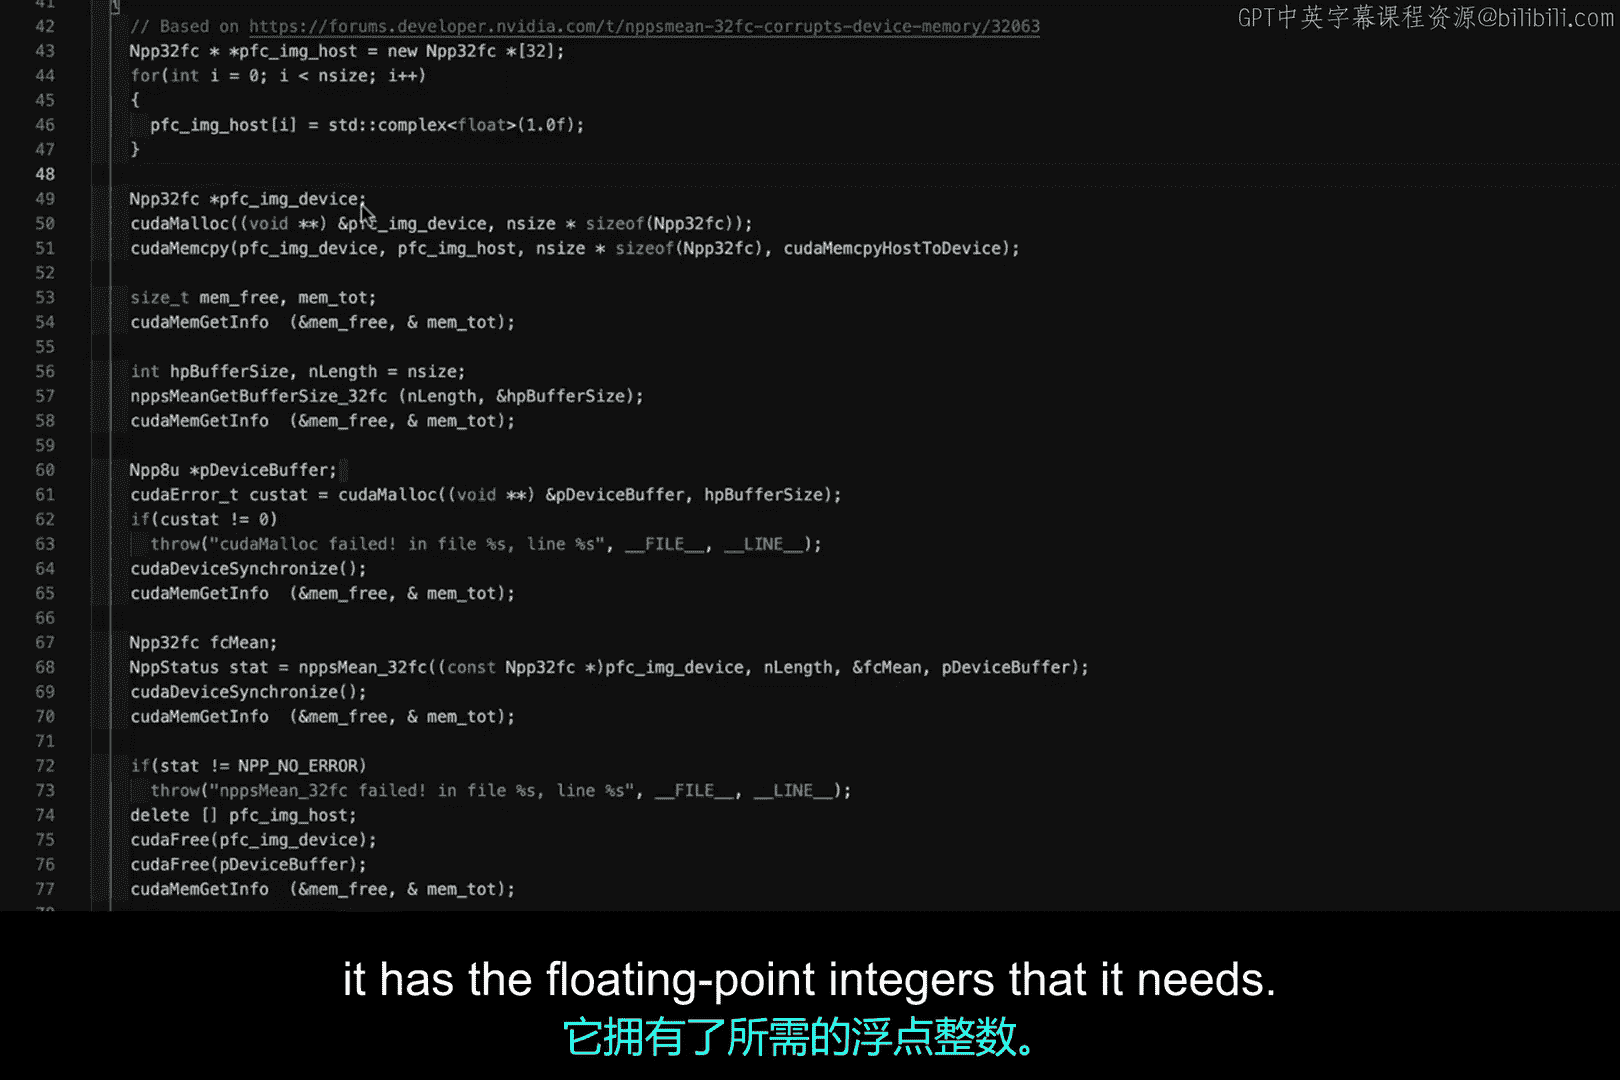 GPT中英字幕课程资源@bilibili.com
41 {
42 // Based on https://forums.developer.nvidia.com/t/nppsmean-32fc-corrupts-device-memory/32063
43 Npp32fc * *pfc_img_host = new Npp32fc *[32];
44 for(int i = 0; i < nsize; i++)
45 {
46 pfc_img_host[i] = std::complex<float>(1.0f);
47 }
48
49 Npp32fc *pfc_img_device;
50 cudaMalloc((void **) &pfc_img_device, nsize * sizeof(Npp32fc));
51 cudaMemcpy(pfc_img_device, pfc_img_host, nsize * sizeof(Npp32fc), cudaMemcpyHostToDevice);
52
53 size_t mem_free, mem_tot;
54 cudaMemGetInfo  (&mem_free, & mem_tot);
55
56 int hpBufferSize, nLength = nsize;
57 nppsMeanGetBufferSize_32fc (nLength, &hpBufferSize);
58 cudaMemGetInfo  (&mem_free, & mem_tot);
59
60 Npp8u *pDeviceBuffer;
61 cudaError_t custat = cudaMalloc((void **) &pDeviceBuffer, hpBufferSize);
62 if(custat != 0)
63 throw("cudaMalloc failed! in file %s, line %s", __FILE__, __LINE__);
64 cudaDeviceSynchronize();
65 cudaMemGetInfo  (&mem_free, & mem_tot);
66
67 Npp32fc fcMean;
68 NppStatus stat = nppsMean_32fc((const Npp32fc *)pfc_img_device, nLength, &fcMean, pDeviceBuffer);
69 cudaDeviceSynchronize();
70 cudaMemGetInfo  (&mem_free, & mem_tot);
71
72 if(stat != NPP_NO_ERROR)
73 throw("nppsMean_32fc failed! in file %s, line %s", __FILE__, __LINE__);
74 delete [] pfc_img_host;
75 cudaFree(pfc_img_device);
76 cudaFree(pDeviceBuffer);
77 cudaMemGetInfo  (&mem_free, & mem_tot);
it has the floating-point integers that it needs.
它拥有了所需的浮点整数。